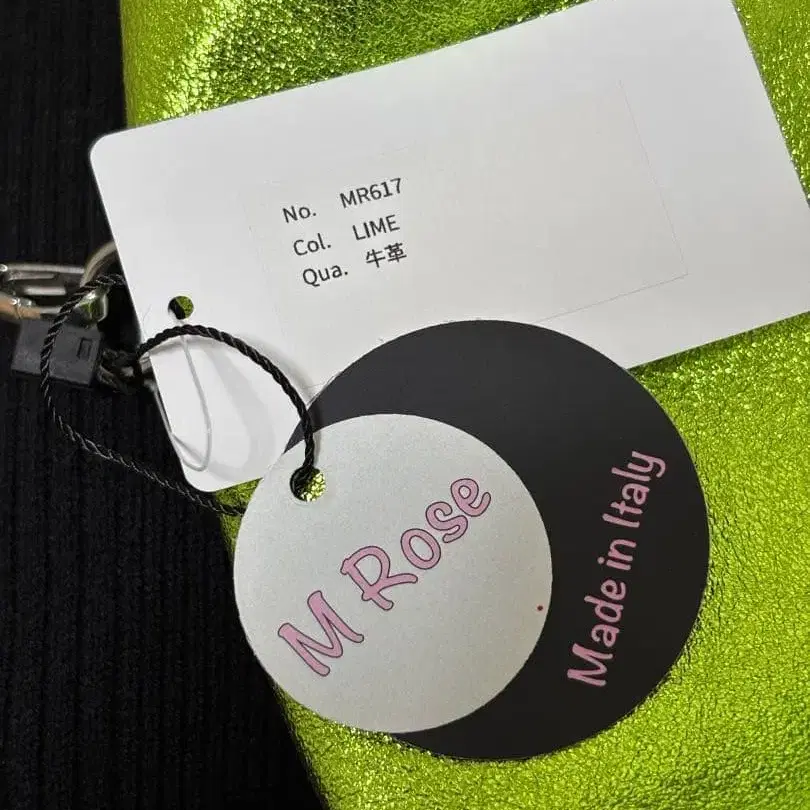 No. MR617
Col. LIME
Qua. 牛革
M Rose
Made in Italy